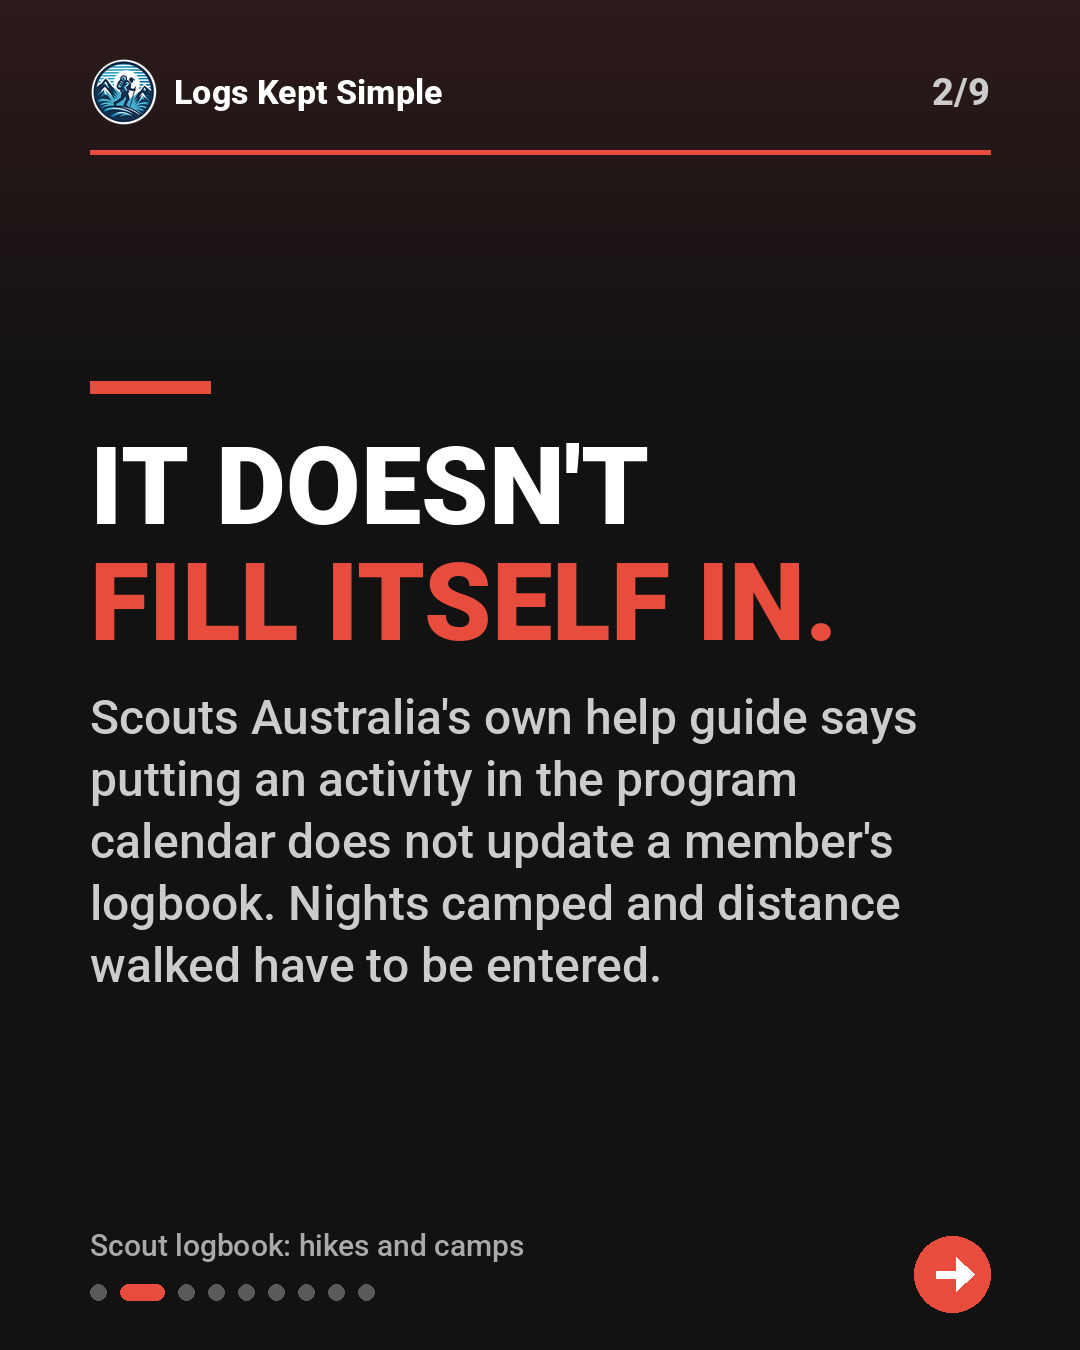 Logs Kept Simple
2/9
IT DOESN'T
FILL ITSELF IN.
Scouts Australia's own help guide says
putting an activity in the program
calendar does not update a member's
logbook. Nights camped and distance
walked have to be entered.
Scout logbook: hikes and camps